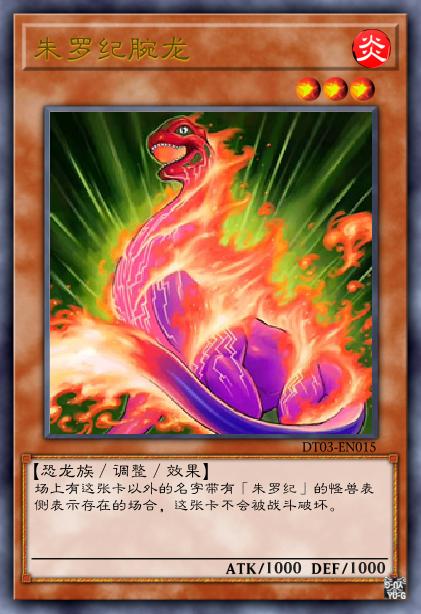 朱罗纪腕龙
炎
DT03-EN015
【恐龙族／调整／效果】
场上有这张卡以外的名字带有「朱罗纪」的怪兽表
侧表示存在的场合，这张卡不会被战斗破坏。
ATK/1000 DEF/1000